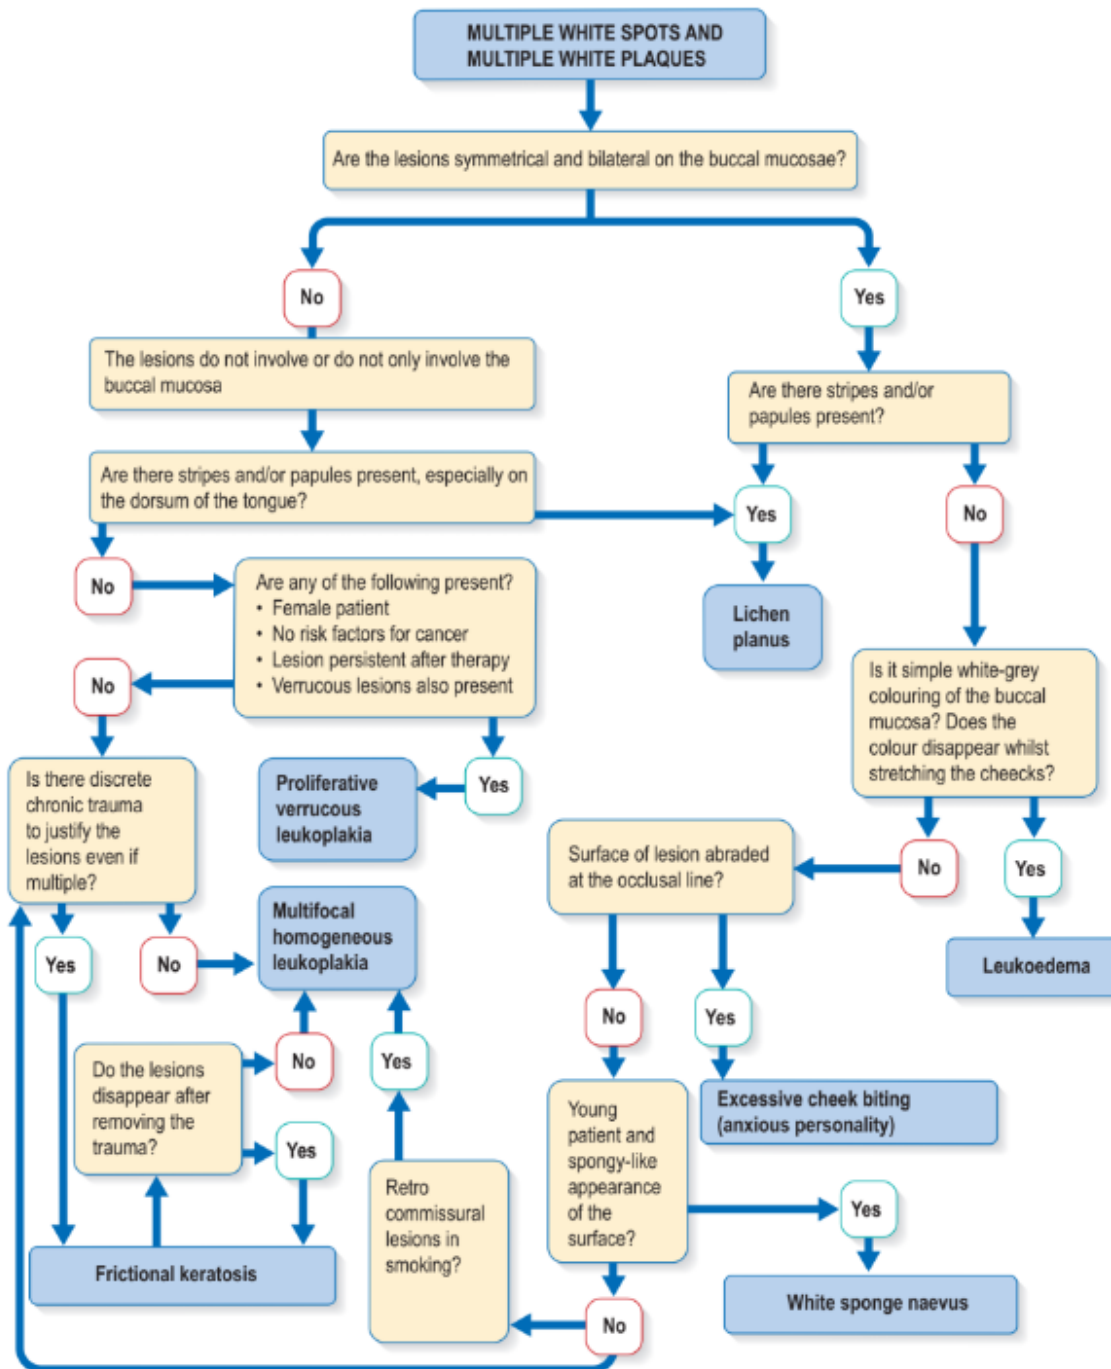 MULTIPLE WHITE SPOTS AND
MULTIPLE WHITE PLAQUES
Are the lesions symmetrical and bilateral on the buccal mucosae?
No
Yes
The lesions do not involve or do not only involve the
buccal mucosa
Are there stripes and/or
papules present?
Are there stripes and/or papules present, especially on
the dorsum of the tongue?
Yes
No
No
Are any of the following present?
• Female patient
• No risk factors for cancer
• Lesion persistent after therapy
• Verrucous lesions also present
Lichen
planus
No
Is it simple white-grey
colouring of the buccal
mucosa? Does the
colour disappear whilst
stretching the cheecks?
Is there discrete
chronic trauma
to justify the
lesions even if
multiple?
Proliferative
verrucous
leukoplakia
Yes
Surface of lesion abraded
at the occlusal line?
No
Yes
Multifocal
homogeneous
leukoplakia
Yes
No
Leukoedema
No
Yes
Do the lesions
disappear after
removing the
trauma?
No
Yes
Yes
Excessive cheek biting
(anxious personality)
Young
patient and
spongy-like
appearance
of the
surface?
Retro
commissural
lesions in
smoking?
Yes
Frictional keratosis
White sponge naevus
No